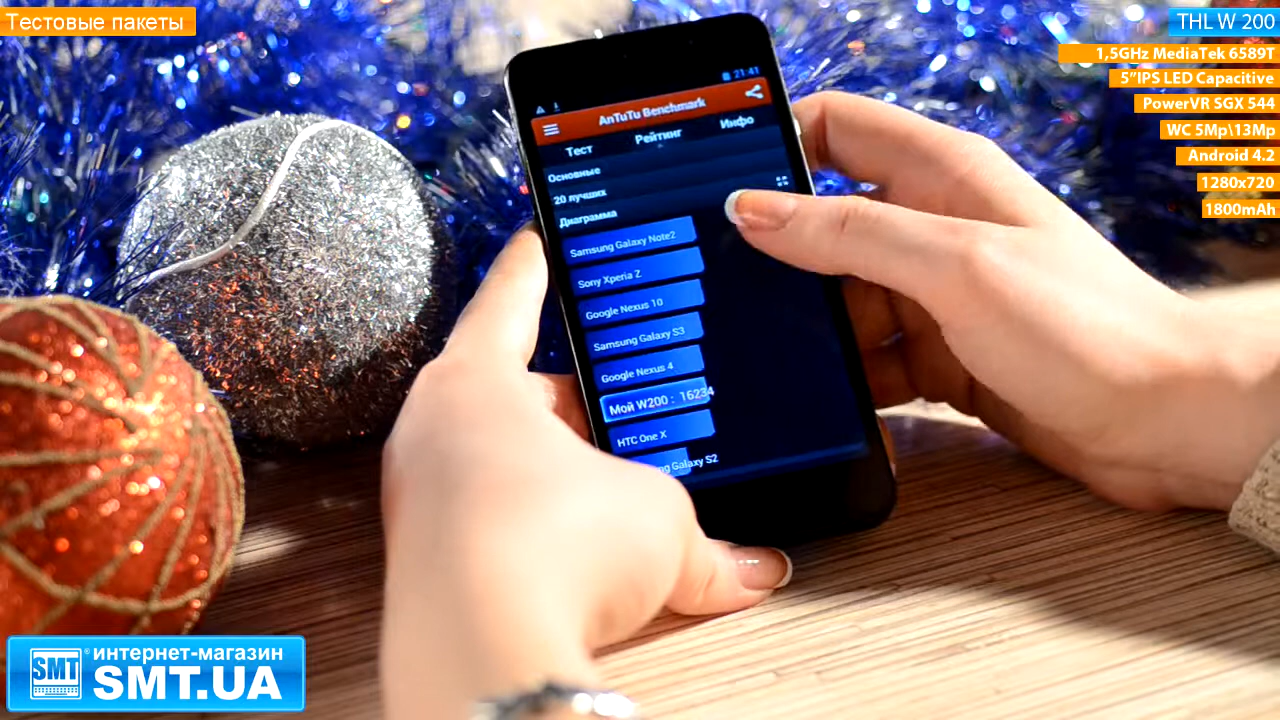 Тестовые пакеты
THL W 200
1,5GHz MediaTek 6589T
5”IPS LED Capacitive
PowerVR SGX 544
WC 5Mp\13Mp
Android 4.2
1280x720
1800mAh
21:41
AnTuTu Benchmark
Тест Рейтинг Инфо
Основные
20 лучших
Диаграмма
Samsung Galaxy Note2
Sony Xperia Z
Google Nexus 10
Samsung Galaxy S3
Google Nexus 4
Мой W200 : 16234
HTC One X
Galaxy S2
SMT® интернет-магазин
SMT.UA